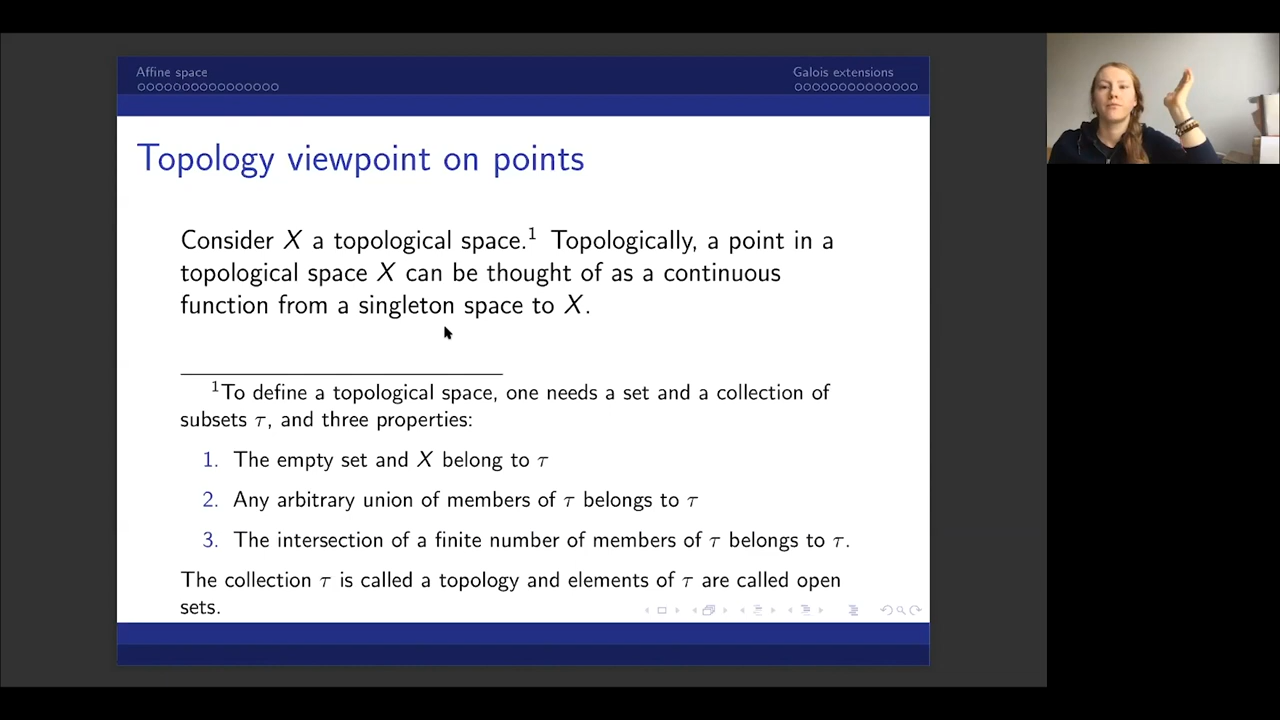 Affine space
Galois extensions
Topology viewpoint on points
Consider X a topological space.¹ Topologically, a point in a
topological space X can be thought of as a continuous
function from a singleton space to X.
¹To define a topological space, one needs a set and a collection of
subsets τ, and three properties:
1. The empty set and X belong to τ
2. Any arbitrary union of members of τ belongs to τ
3. The intersection of a finite number of members of τ belongs to τ.
The collection τ is called a topology and elements of τ are called open
sets.